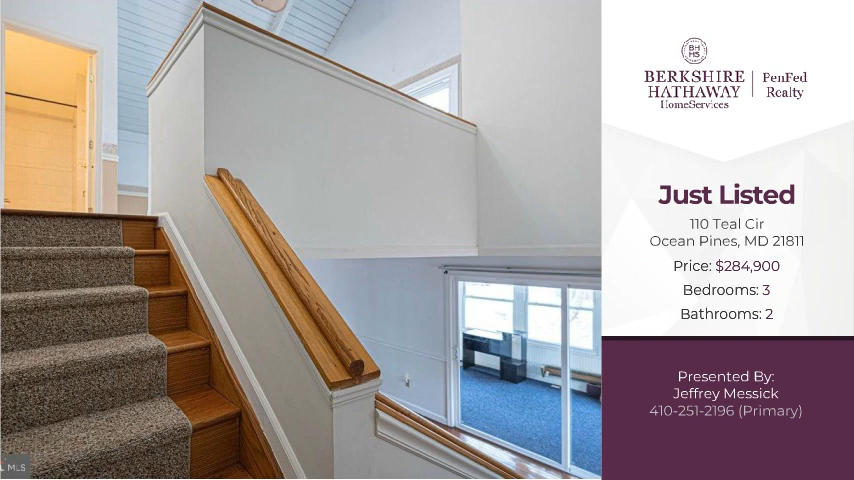 BH
HS
BERKSHIRE
HATHAWAY
HomeServices
PenFed
Realty
Just Listed
110 Teal Cir
Ocean Pines, MD 21811
Price: $284,900
Bedrooms: 3
Bathrooms: 2
Presented By:
Jeffrey Messick
410-251-2196 (Primary)
MLS